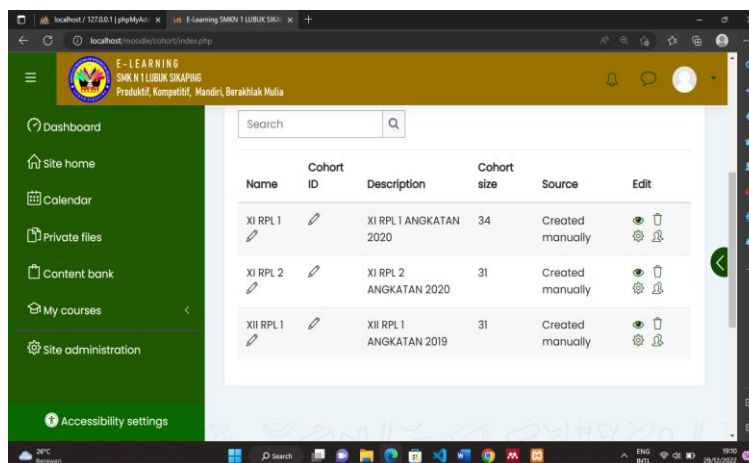 localhost / 127.0.0.1 | phpMyAd
E-Learning SMKN 1 LUBUK SIKA
localhost/moodle/cohort/index.php
E-LEARNING
SMK N 1 LUBUK SIKAPING
Produktif, Kompetitif, Mandiri, Berakhlak Mulia
Dashboard
Site home
Calendar
Private files
Content bank
My courses
Site administration
Accessibility settings
Search
Name Cohort ID Description Cohort size Source Edit
XI RPL 1 XI RPL 1 ANGKATAN 34 Created
2020 manually
XI RPL 2 XI RPL 2 31 Created
ANGKATAN 2020 manually
XII RPL 1 XII RPL 1 31 Created
ANGKATAN 2019 manually
26°C
Berawan
Search
ENG
INTL
19:10
29/12/2022